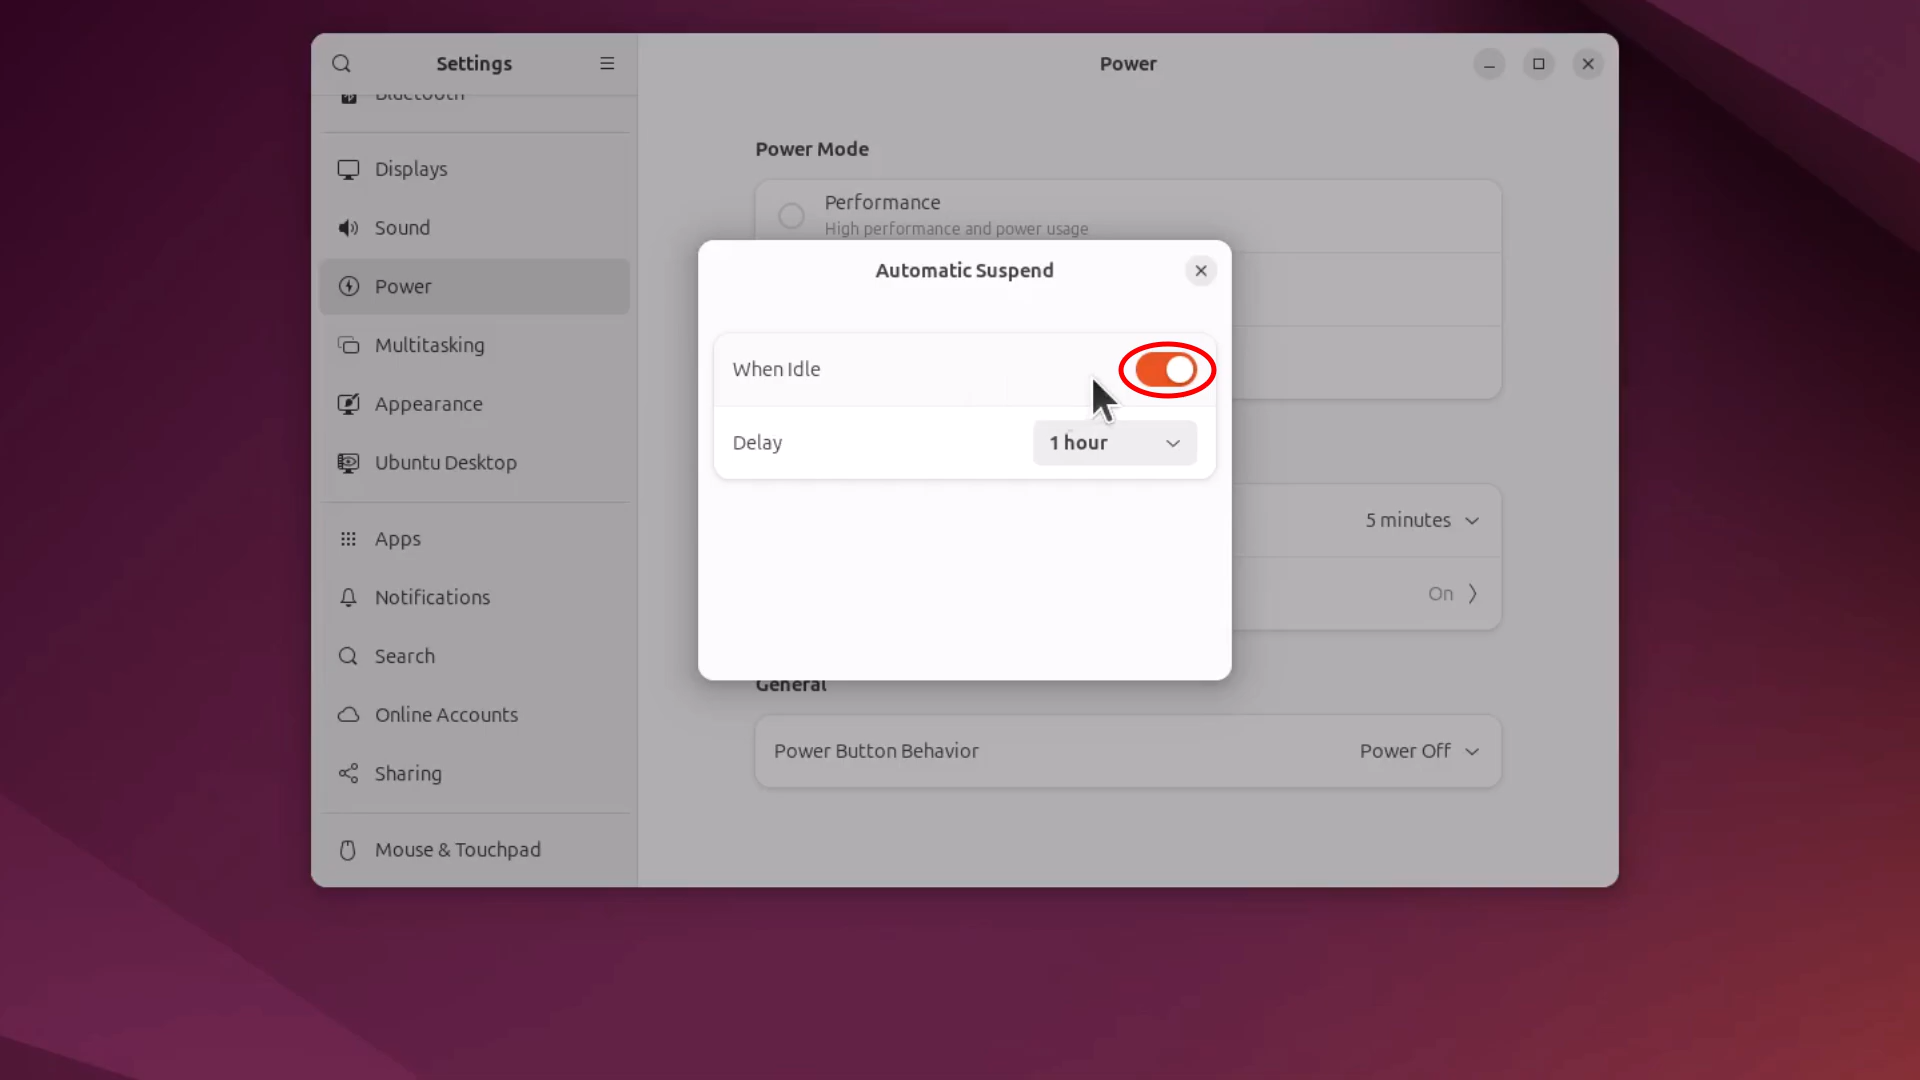 Settings
Power
Bluetooth
Displays
Sound
Power
Multitasking
Appearance
Ubuntu Desktop
Apps
Notifications
Search
Online Accounts
Sharing
Mouse & Touchpad
Power Mode
Performance
High performance and power usage
Automatic Suspend
When Idle
Delay
1 hour
5 minutes
On
General
Power Button Behavior
Power Off